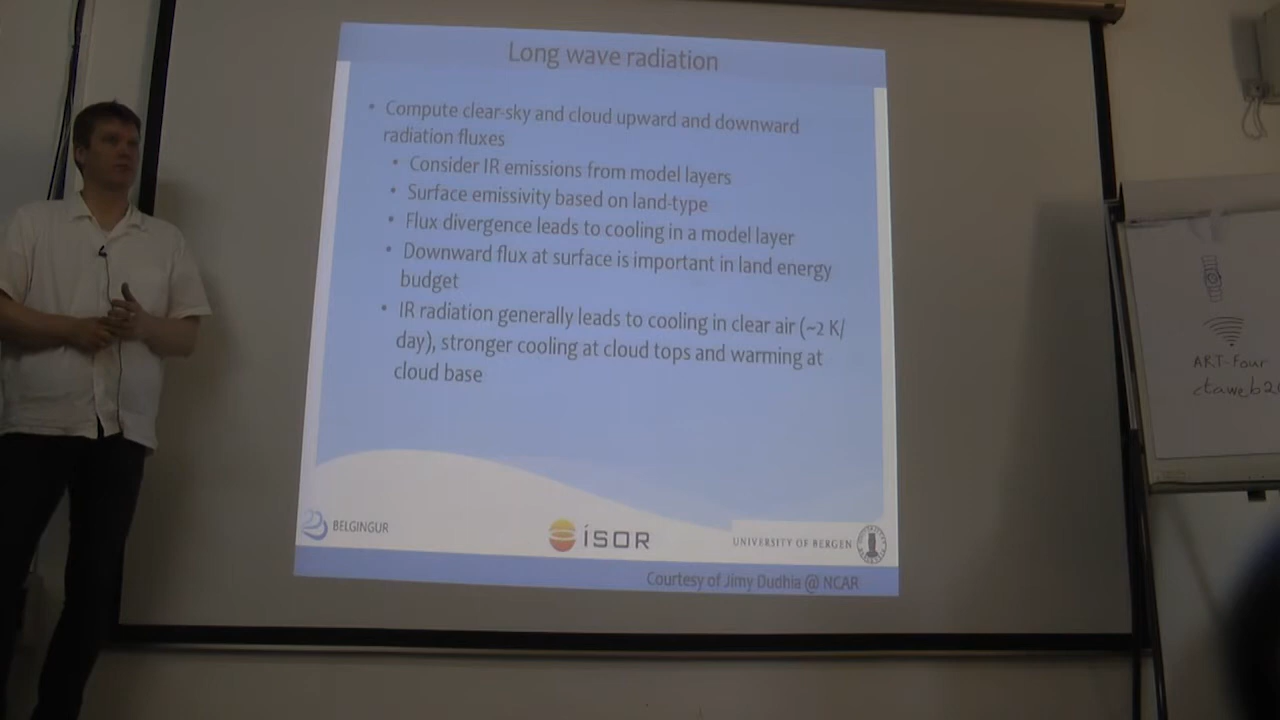 Long wave radiation
• Compute clear-sky and cloud upward and downward
radiation fluxes
• Consider IR emissions from model layers
• Surface emissivity based on land-type
• Flux divergence leads to cooling in a model layer
• Downward flux at surface is important in land energy
budget
• IR radiation generally leads to cooling in clear air (~2 K/
day), stronger cooling at cloud tops and warming at
cloud base
BELGINGUR
ÍSOR
UNIVERSITY OF BERGEN
Courtesy of Jimy Dudhia @ NCAR
ART-Four